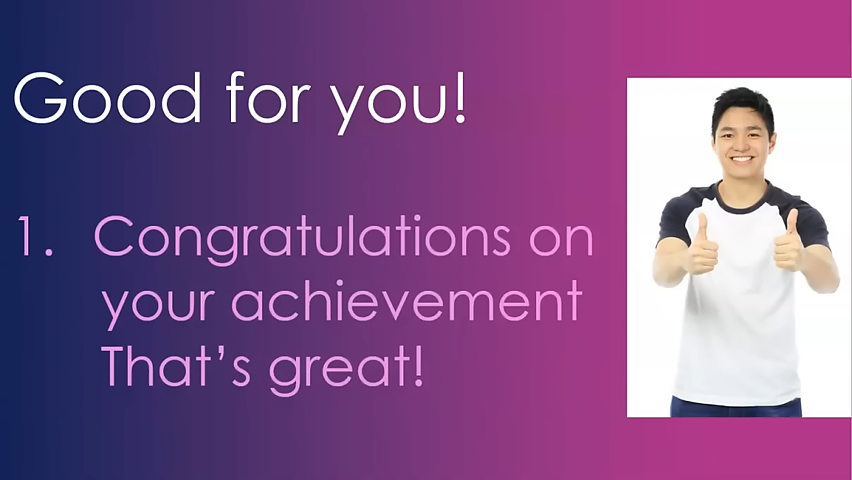 Good for you!
1. Congratulations on
your achievement
That's great!